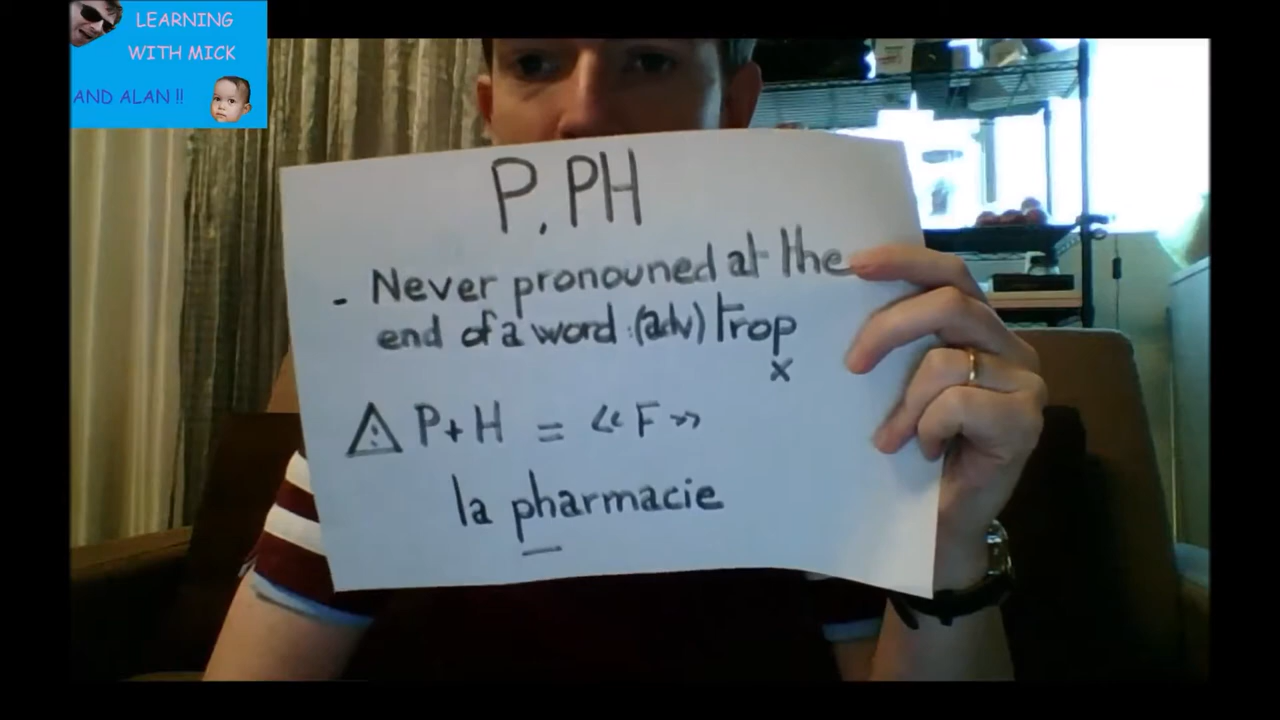 LEARNING
WITH MICK
AND ALAN !!
P, PH
- Never pronouned at the
end of a word : (adv) trop
x
⚠ P+H = « F »
la pharmacie